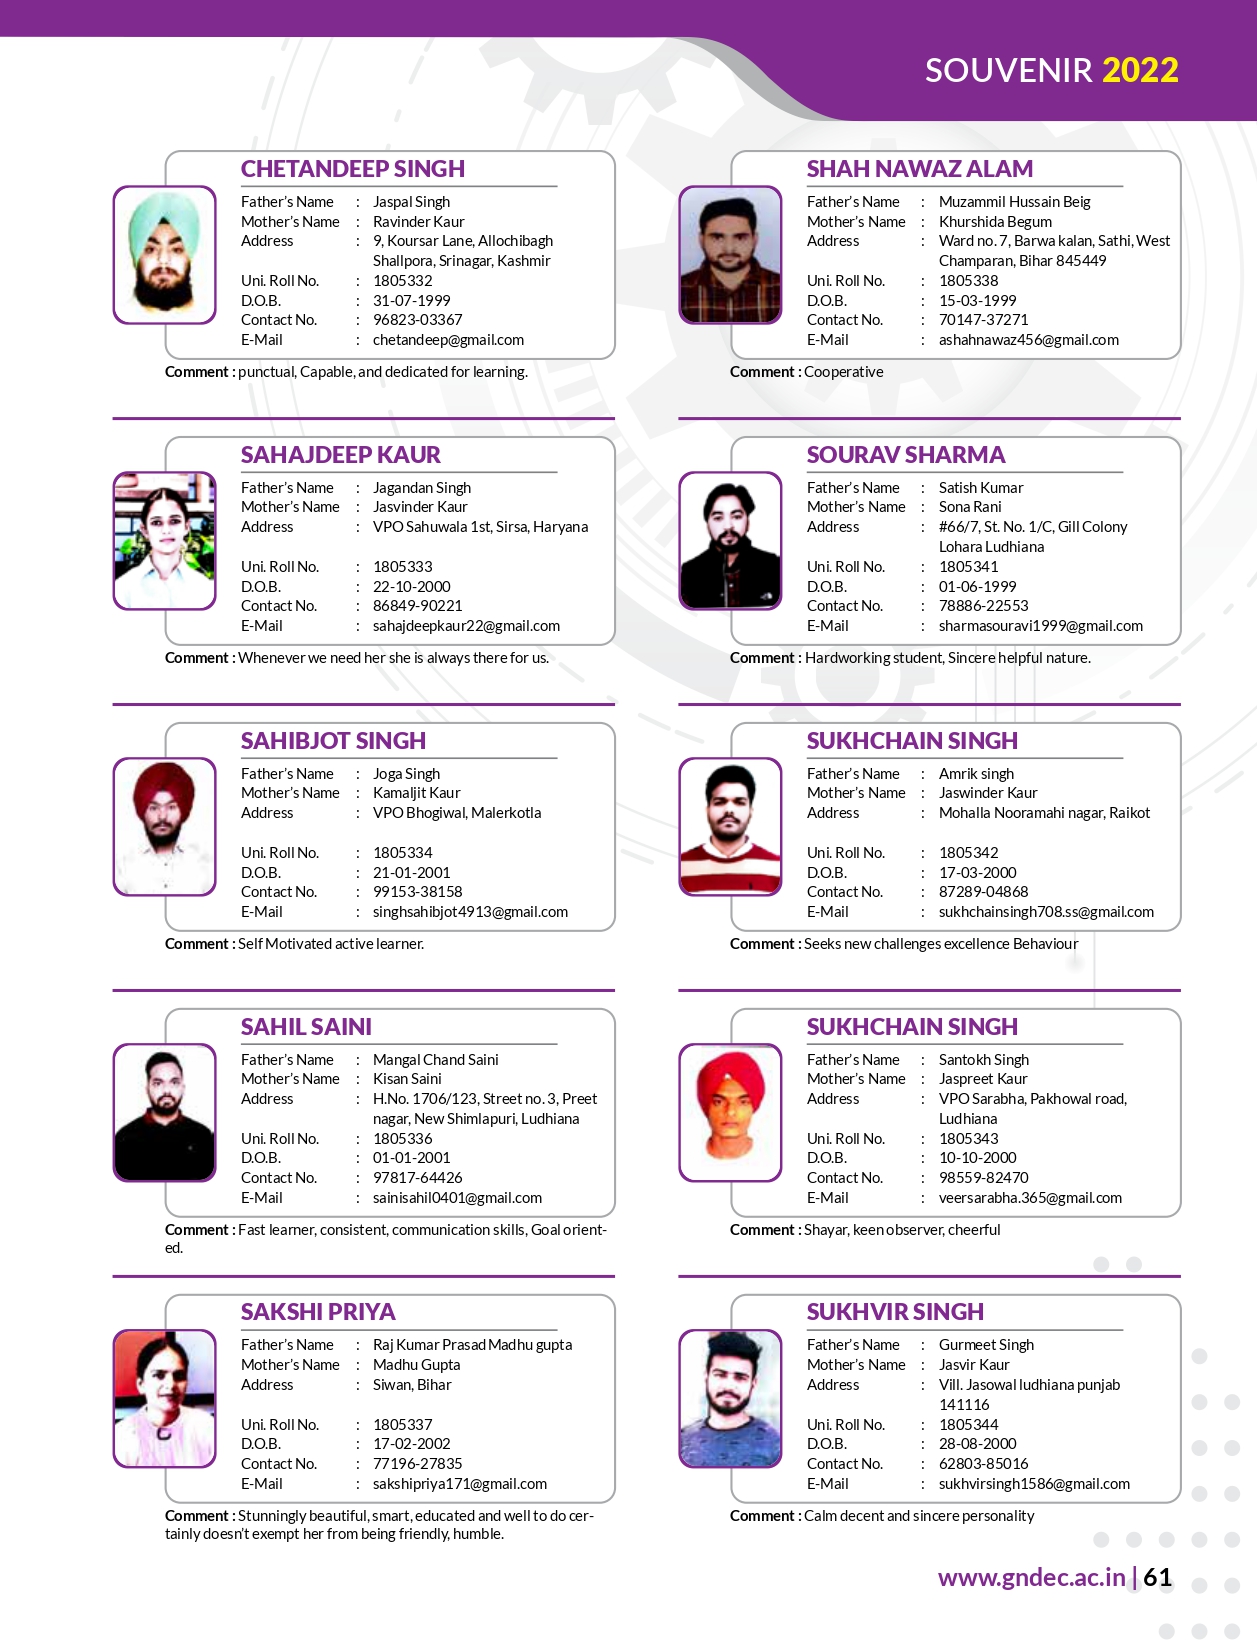 SOUVENIR 2022
CHETANDEEP SINGH
Father's Name : Jaspal Singh
Mother's Name : Ravinder Kaur
Address : 9, Koursar Lane, Allochibagh
Shallpora, Srinagar, Kashmir
Uni. Roll No. : 1805332
D.O.B. : 31-07-1999
Contact No. : 96823-03367
E-Mail : chetandeep@gmail.com
Comment : punctual, Capable, and dedicated for learning.
SAHAJDEEP KAUR
Father's Name : Jagandan Singh
Mother's Name : Jasvinder Kaur
Address : VPO Sahuwala 1st, Sirsa, Haryana
Uni. Roll No. : 1805333
D.O.B. : 22-10-2000
Contact No. : 86849-90221
E-Mail : sahajdeepkaur22@gmail.com
Comment : Whenever we need her she is always there for us.
SAHIBJOT SINGH
Father's Name : Joga Singh
Mother's Name : Kamaljit Kaur
Address : VPO Bhogiwal, Malerkotla
Uni. Roll No. : 1805334
D.O.B. : 21-01-2001
Contact No. : 99153-38158
E-Mail : singhsahibjot4913@gmail.com
Comment : Self Motivated active learner.
SAHIL SAINI
Father's Name : Mangal Chand Saini
Mother's Name : Kisan Saini
Address : H.No. 1706/123, Street no. 3, Preet
nagar, New Shimlapuri, Ludhiana
Uni. Roll No. : 1805336
D.O.B. : 01-01-2001
Contact No. : 97817-64426
E-Mail : sainisahil0401@gmail.com
Comment : Fast learner, consistent, communication skills, Goal orient-
ed.
SAKSHI PRIYA
Father's Name : Raj Kumar Prasad Madhu gupta
Mother's Name : Madhu Gupta
Address : Siwan, Bihar
Uni. Roll No. : 1805337
D.O.B. : 17-02-2002
Contact No. : 77196-27835
E-Mail : sakshipriya171@gmail.com
Comment : Stunningly beautiful, smart, educated and well to do cer-
tainly doesn't exempt her from being friendly, humble.
SHAH NAWAZ ALAM
Father's Name : Muzammil Hussain Beig
Mother's Name : Khurshida Begum
Address : Ward no. 7, Barwa kalan, Sathi, West
Champaran, Bihar 845449
Uni. Roll No. : 1805338
D.O.B. : 15-03-1999
Contact No. : 70147-37271
E-Mail : ashahnawaz456@gmail.com
Comment : Cooperative
SOURAV SHARMA
Father's Name : Satish Kumar
Mother's Name : Sona Rani
Address : #66/7, St. No. 1/C, Gill Colony
Lohara Ludhiana
Uni. Roll No. : 1805341
D.O.B. : 01-06-1999
Contact No. : 78886-22553
E-Mail : sharmasouravi1999@gmail.com
Comment : Hardworking student, Sincere helpful nature.
SUKHCHAIN SINGH
Father's Name : Amrik singh
Mother's Name : Jaswinder Kaur
Address : Mohalla Nooramahi nagar, Raikot
Uni. Roll No. : 1805342
D.O.B. : 17-03-2000
Contact No. : 87289-04868
E-Mail : sukhchainsingh708.ss@gmail.com
Comment : Seeks new challenges excellence Behaviour
SUKHCHAIN SINGH
Father's Name : Santokh Singh
Mother's Name : Jaspreet Kaur
Address : VPO Sarabha, Pakhowal road,
Ludhiana
Uni. Roll No. : 1805343
D.O.B. : 10-10-2000
Contact No. : 98559-82470
E-Mail : veersarabha.365@gmail.com
Comment : Shayar, keen observer, cheerful
SUKHVIR SINGH
Father's Name : Gurmeet Singh
Mother's Name : Jasvir Kaur
Address : Vill. Jasowal ludhiana punjab
141116
Uni. Roll No. : 1805344
D.O.B. : 28-08-2000
Contact No. : 62803-85016
E-Mail : sukhvirsingh1586@gmail.com
Comment : Calm decent and sincere personality
www.gndec.ac.in | 61